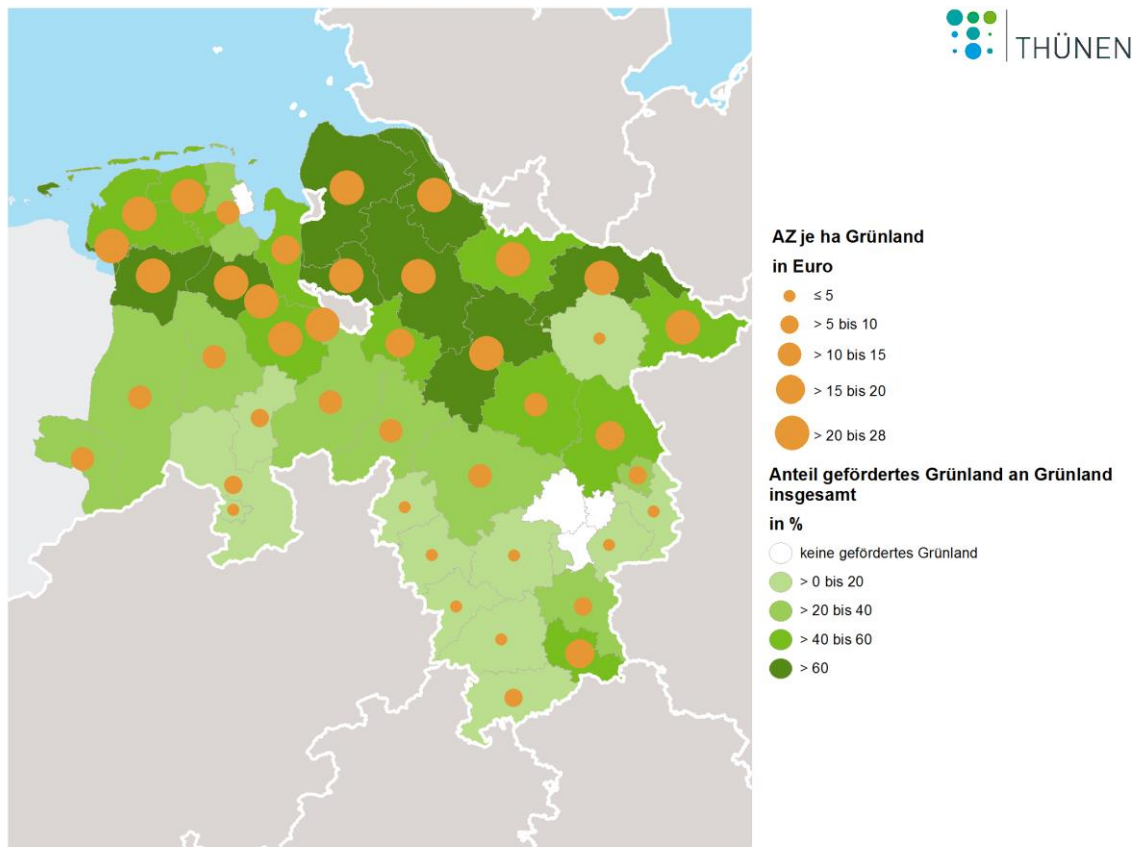 THÜNEN
AZ je ha Grünland
in Euro
≤ 5
> 5 bis 10
> 10 bis 15
> 15 bis 20
> 20 bis 28
Anteil gefördertes Grünland an Grünland
insgesamt
in %
keine gefördertes Grünland
> 0 bis 20
> 20 bis 40
> 40 bis 60
> 60